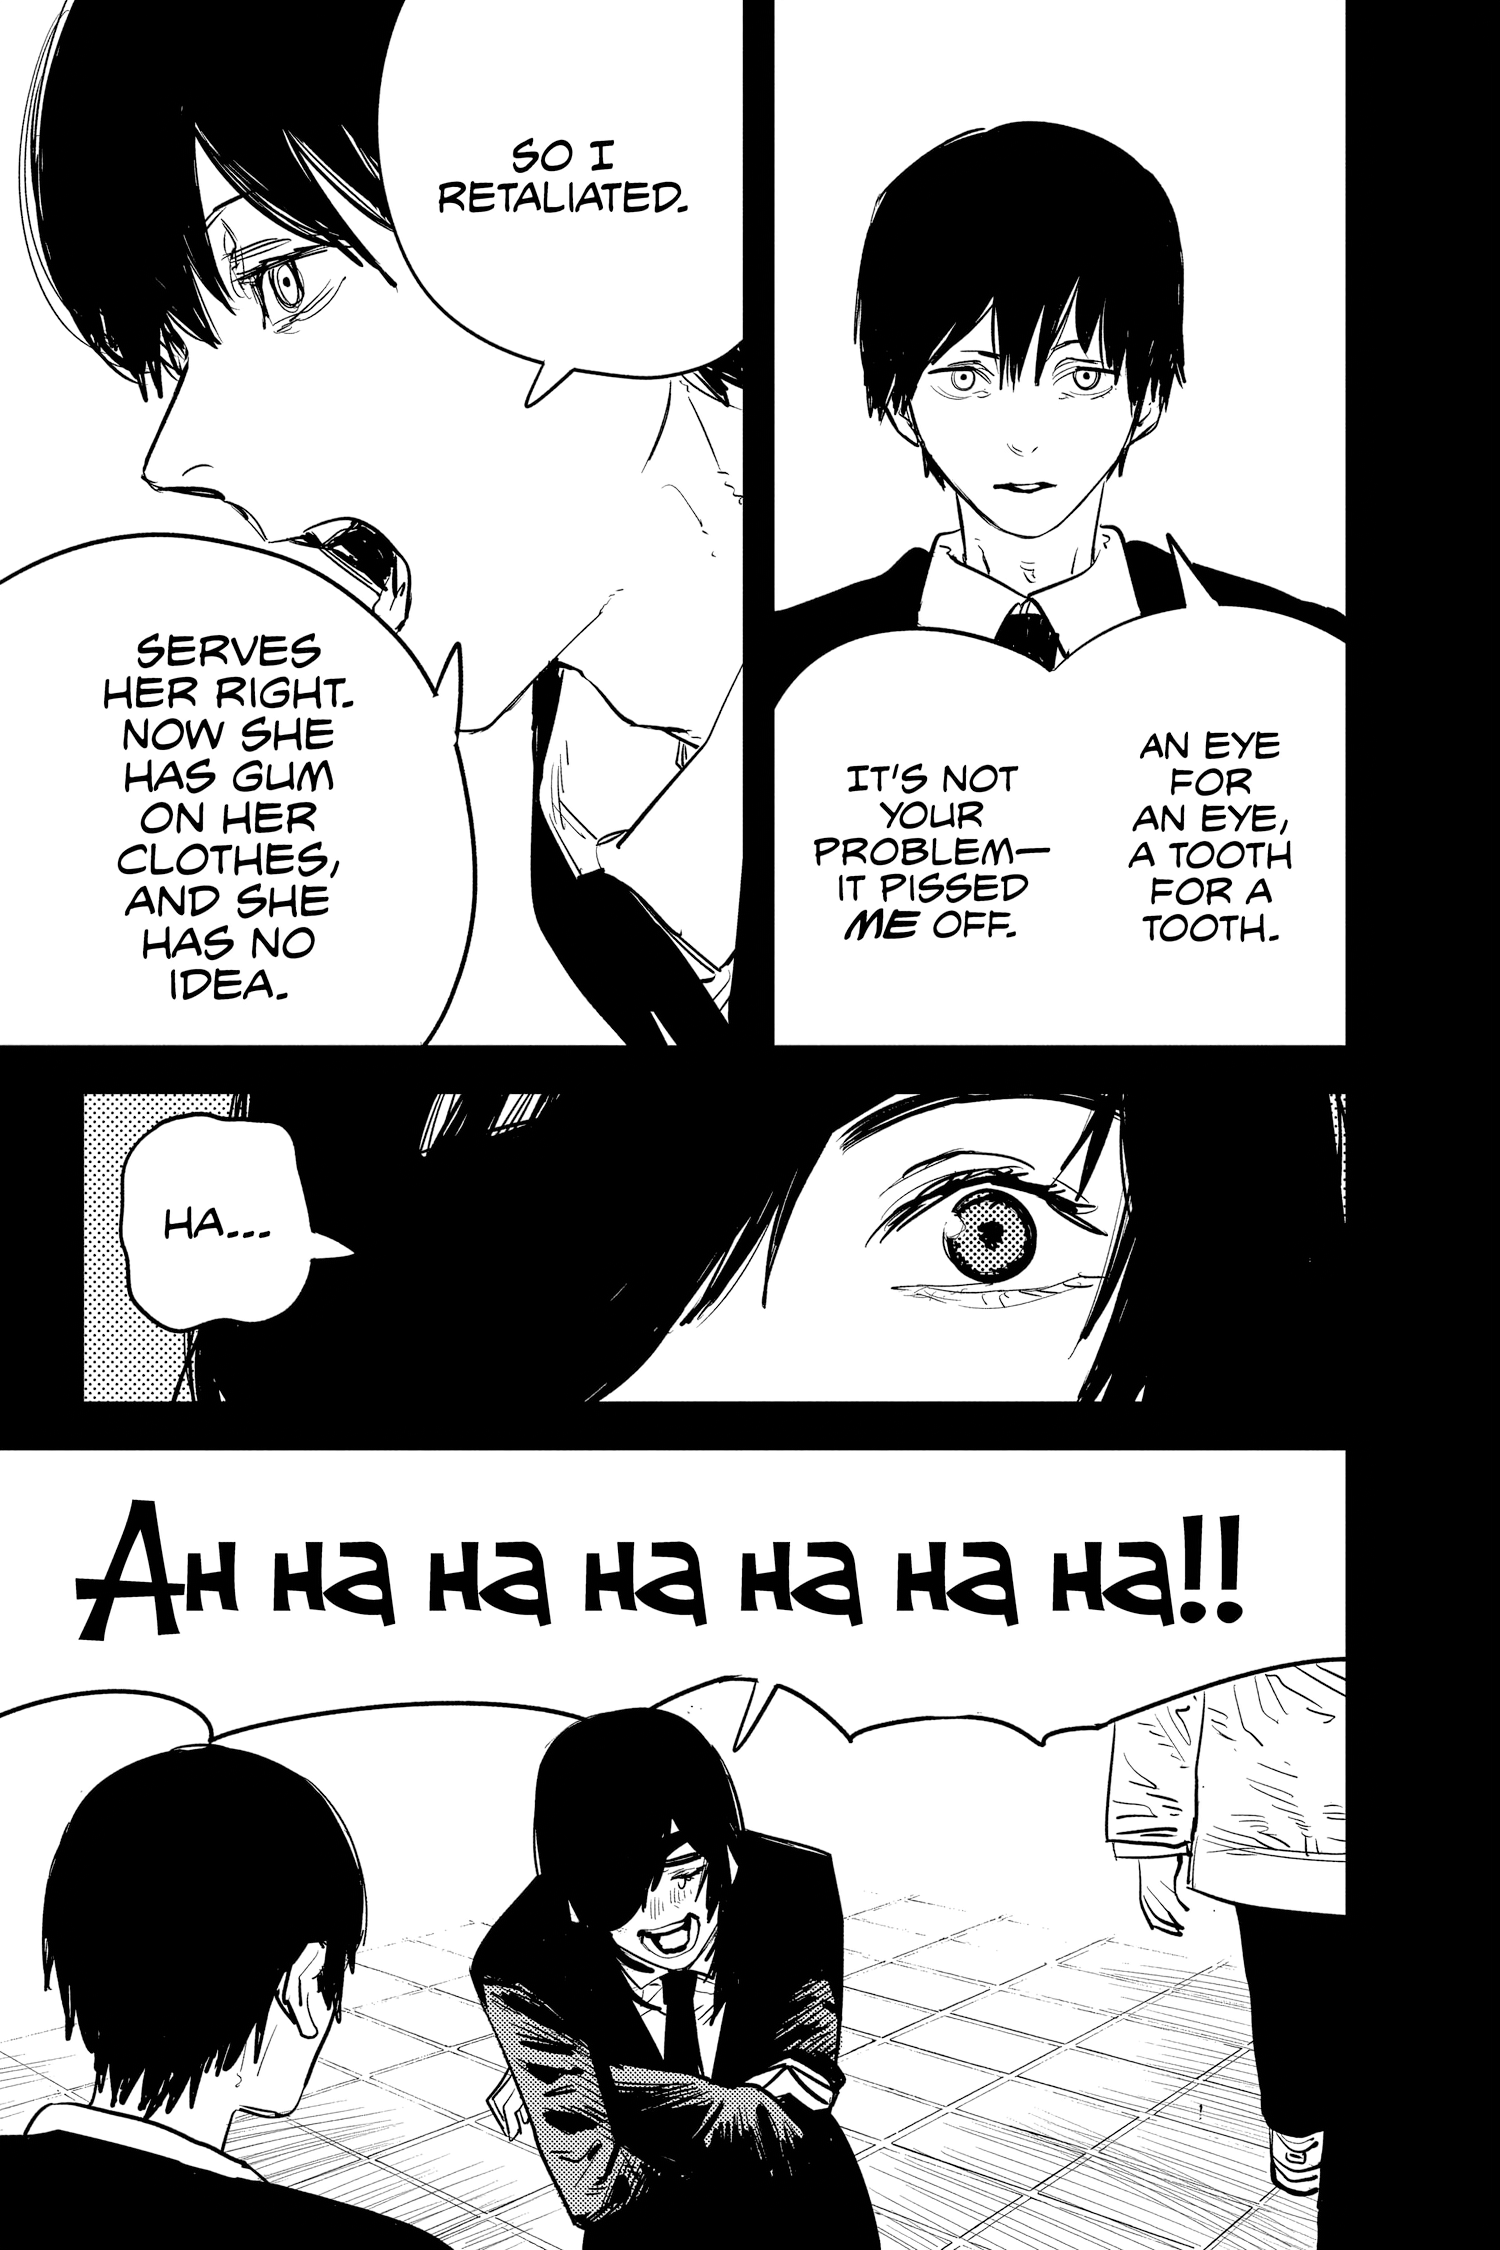 AN EYE
FOR
AN EYE,
A TOOTH
FOR A
TOOTH.
IT'S NOT
YOUR
PROBLEM—
IT PISSED
ME OFF.
SO I
RETALIATED.
SERVES
HER RIGHT.
NOW SHE
HAS GUM
ON HER
CLOTHES,
AND SHE
HAS NO
IDEA.
HA...
AH HA HA HA HA HA HA!!